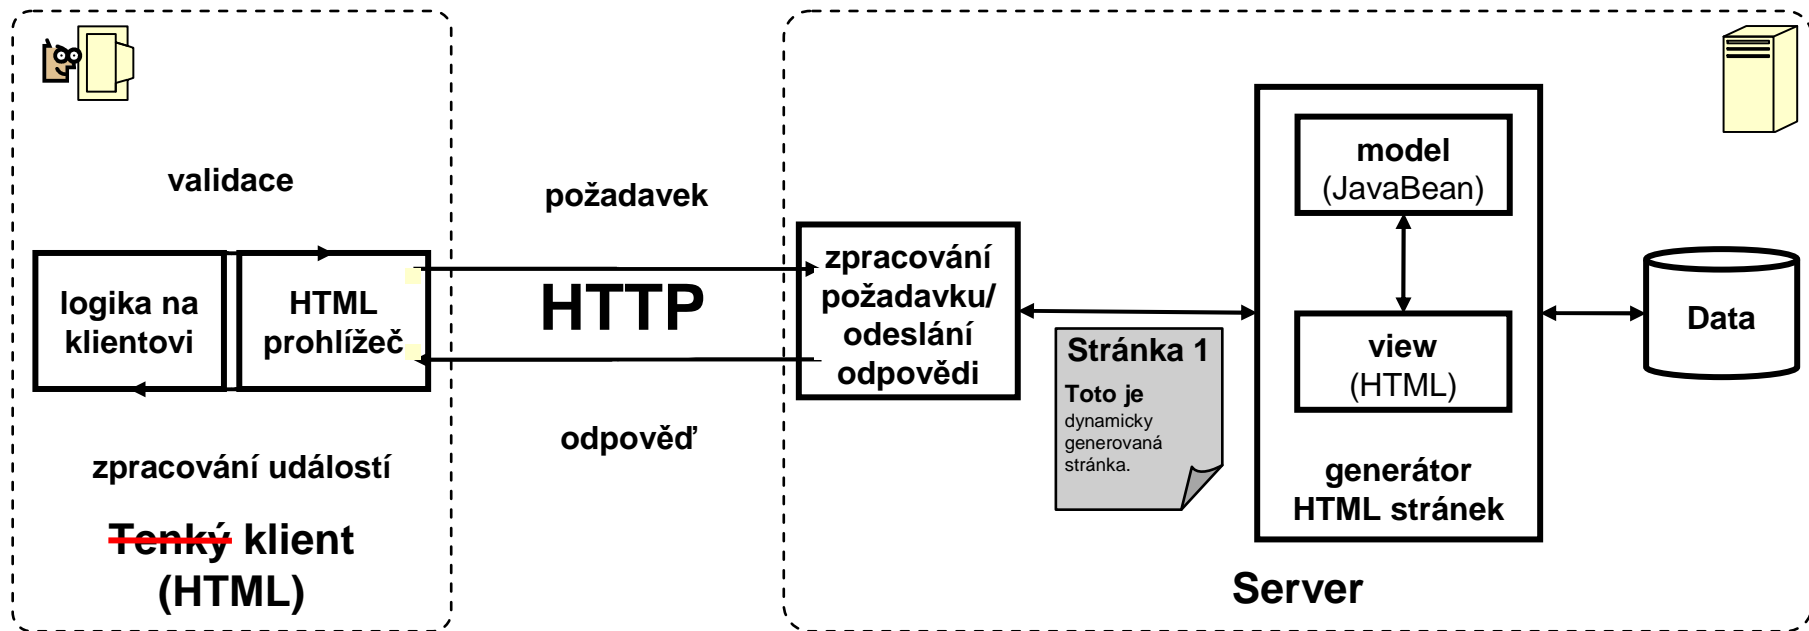 validace
logika na
klientovi
HTML
prohlížeč
zpracování událostí
Tenký klient
(HTML)
požadavek
HTTP
odpověď
zpracování
požadavku/
odeslání
odpovědi
Stránka 1
Toto je
dynamicky
generovaná
stránka.
model
(JavaBean)
view
(HTML)
generátor
HTML stránek
Data
Server